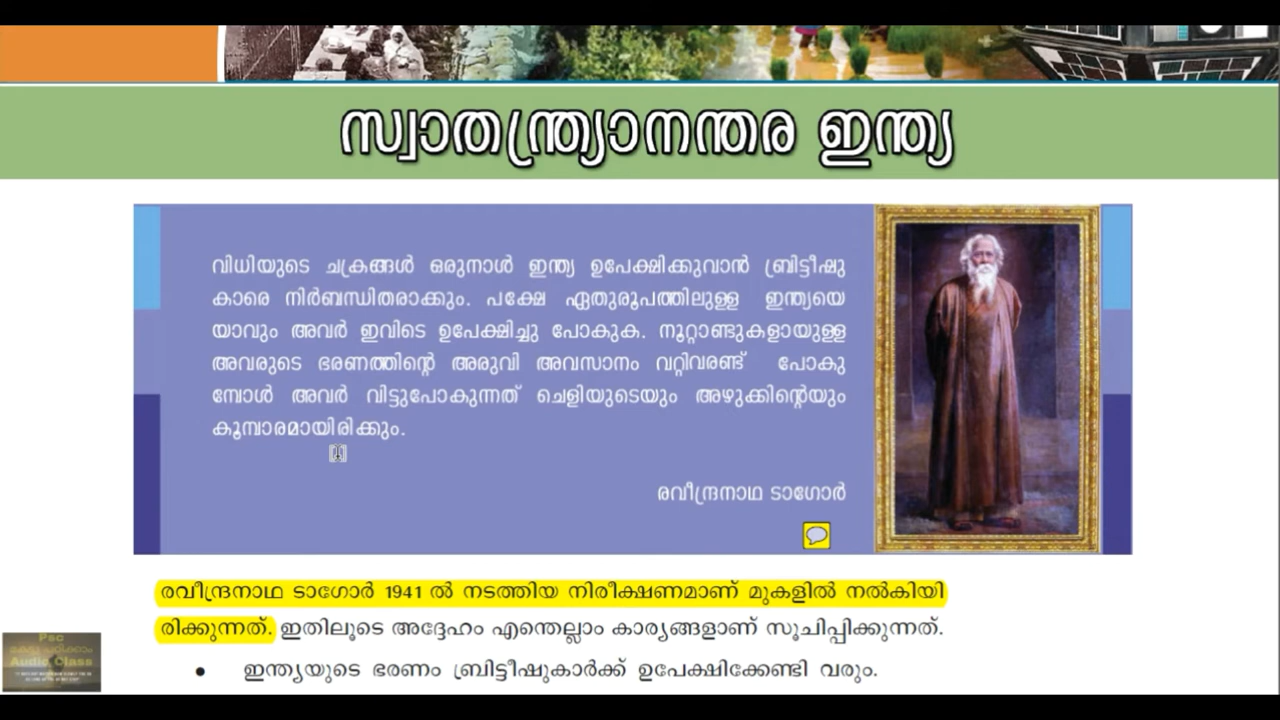 സ്വാതന്ത്ര്യാനന്തര ഇന്ത്യ
വിധിയുടെ ചക്രങ്ങൾ ഒരുനാൾ ഇന്ത്യ ഉപേക്ഷിക്കുവാൻ ബ്രിട്ടീഷു
കാരെ നിർബന്ധിതരാക്കും. പക്ഷേ ഏതുരൂപത്തിലുള്ള ഇന്ത്യയെ
യാവും അവർ ഇവിടെ ഉപേക്ഷിച്ചു പോകുക. നൂറ്റാണ്ടുകളായുള്ള
അവരുടെ ഭരണത്തിന്റെ അരുവി അവസാനം വറ്റിവരണ്ട് പോകു
മ്പോൾ അവർ വിട്ടുപോകുന്നത് ചെളിയുടെയും അഴുക്കിന്റെയും
കൂമ്പാരമായിരിക്കും.
രവീന്ദ്രനാഥ ടാഗോർ
രവീന്ദ്രനാഥ ടാഗോർ 1941 ൽ നടത്തിയ നിരീക്ഷണമാണ് മുകളിൽ നൽകിയി
രിക്കുന്നത്. ഇതിലൂടെ അദ്ദേഹം എന്തെല്ലാം കാര്യങ്ങളാണ് സൂചിപ്പിക്കുന്നത്.
• ഇന്ത്യയുടെ ഭരണം ബ്രിട്ടീഷുകാർക്ക് ഉപേക്ഷിക്കേണ്ടി വരും.
Psc
കേട്ടു പഠിക്കാം
Audio Class